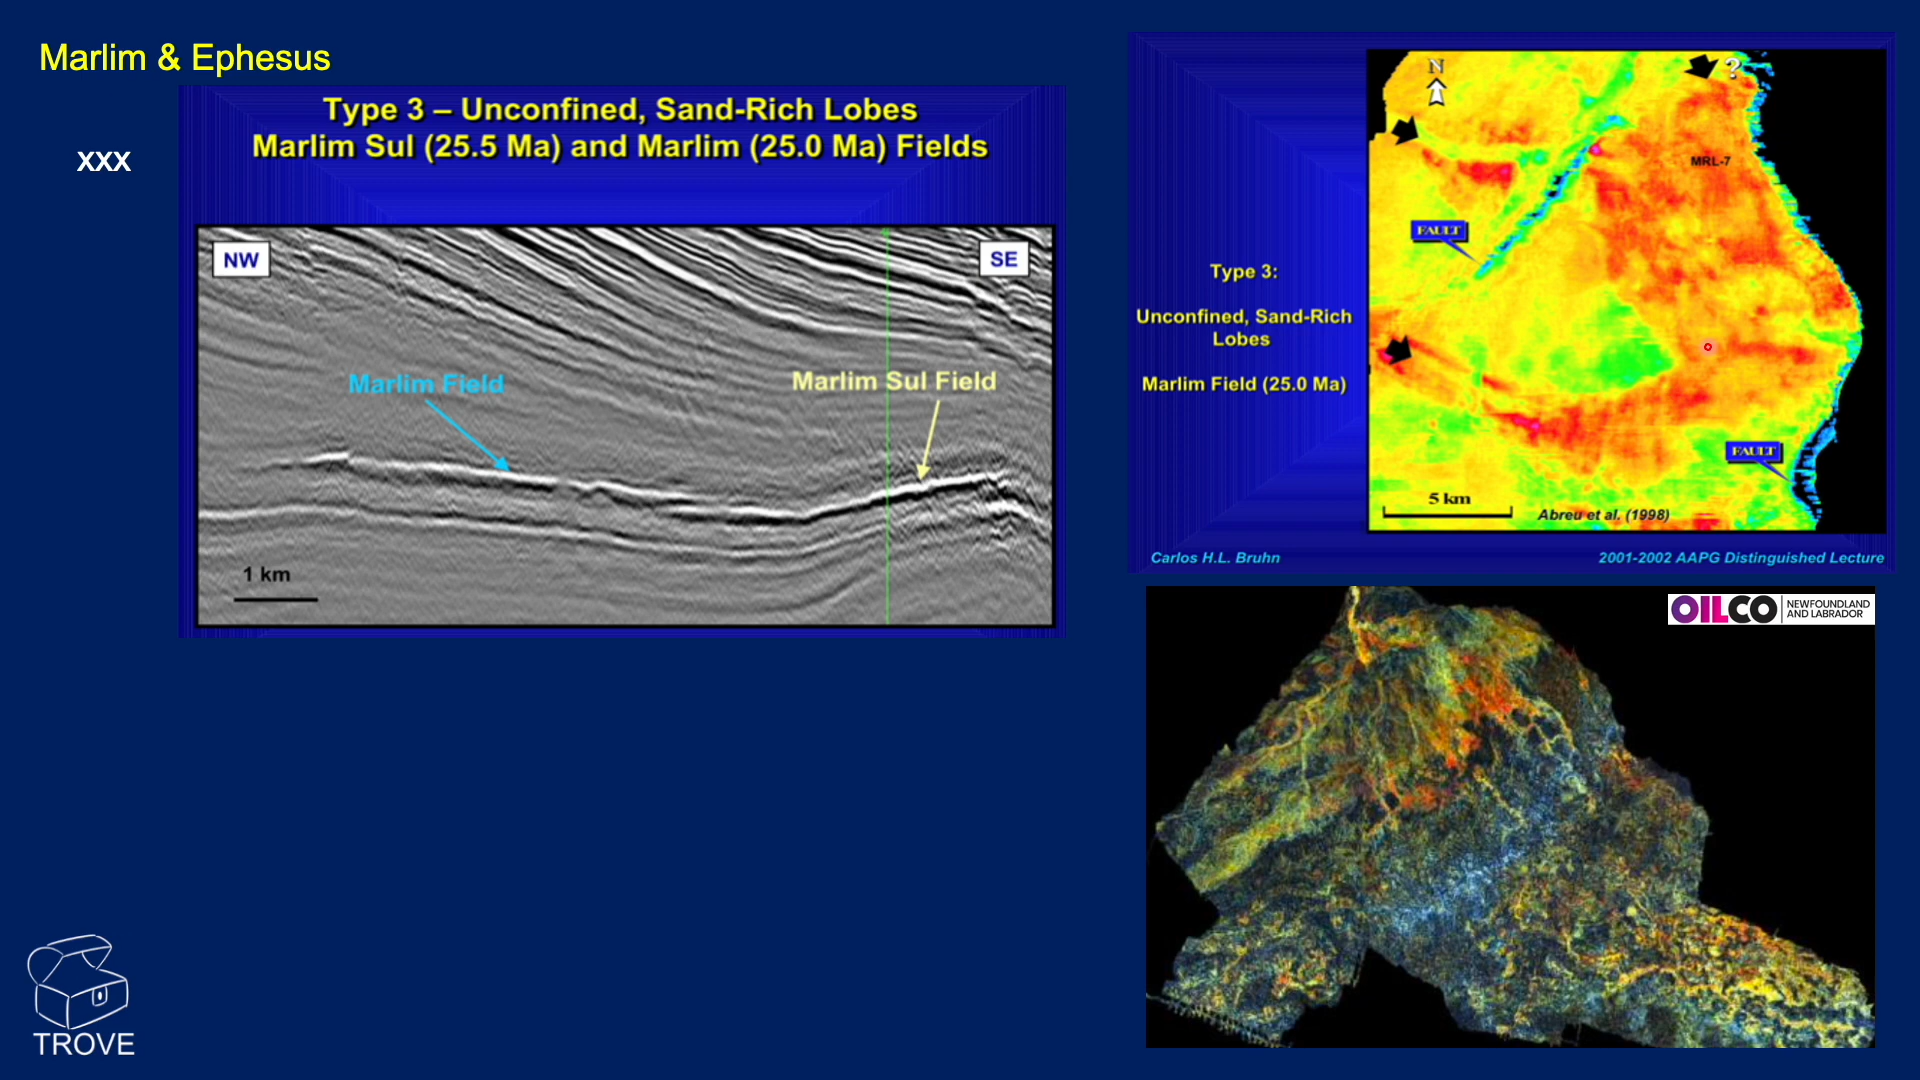 Marlim & Ephesus
xxx
Type 3 – Unconfined, Sand-Rich Lobes
Marlim Sul (25.5 Ma) and Marlim (25.0 Ma) Fields
NW
SE
Marlim Field
Marlim Sul Field
1 km
N
?
MRL-7
FAULT
Type 3:
Unconfined, Sand-Rich
Lobes
Marlim Field (25.0 Ma)
FAULT
5 km
Abreu et al. (1998)
Carlos H.L. Bruhn
2001-2002 AAPG Distinguished Lecture
OILCO
NEWFOUNDLAND
AND LABRADOR
TROVE